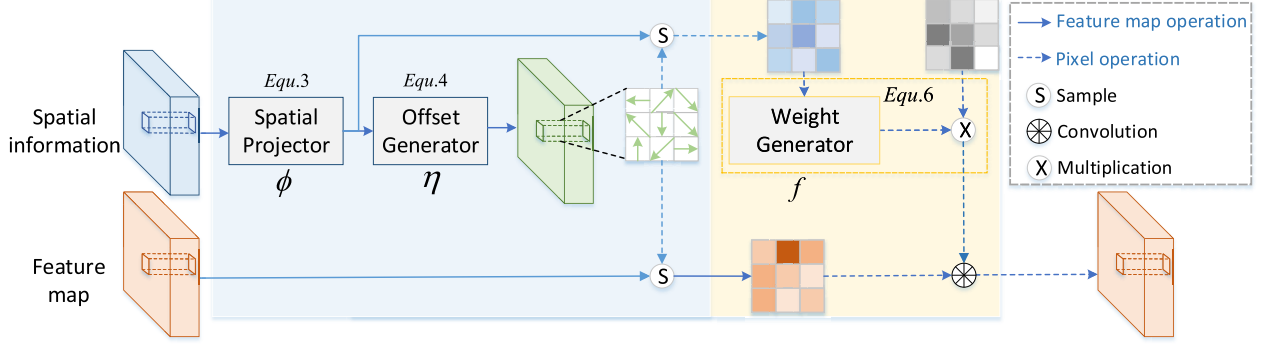 Spatial
information
Feature
map
Equ.3
Spatial
Projector
ϕ
Equ.4
Offset
Generator
η
S
S
Equ.6
Weight
Generator
f
X
Feature map operation
Pixel operation
S Sample
Convolution
X Multiplication